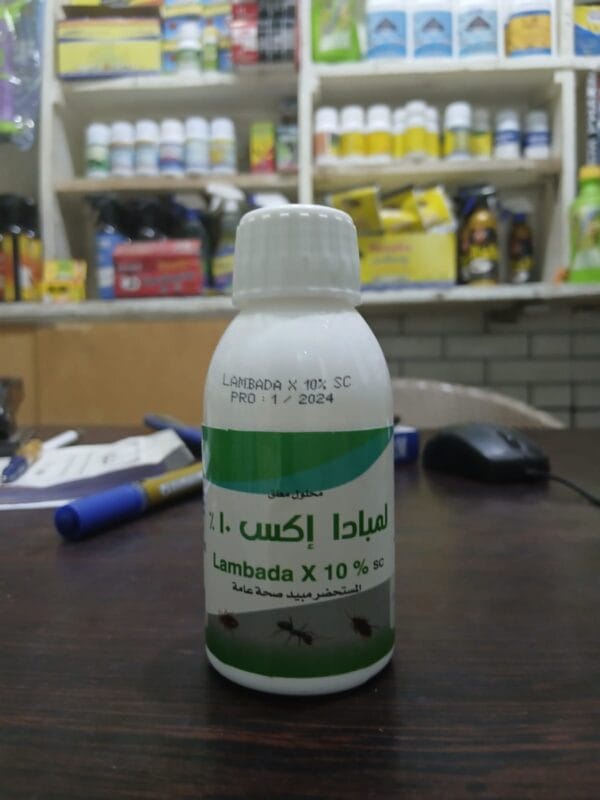 LAMBADA X 10% SC
PRO : 1 / 2024
محلول معلق
لمبادا إكس ١٠ %
Lambada X 10 % SC
المستحضر مبيد صحة عامة